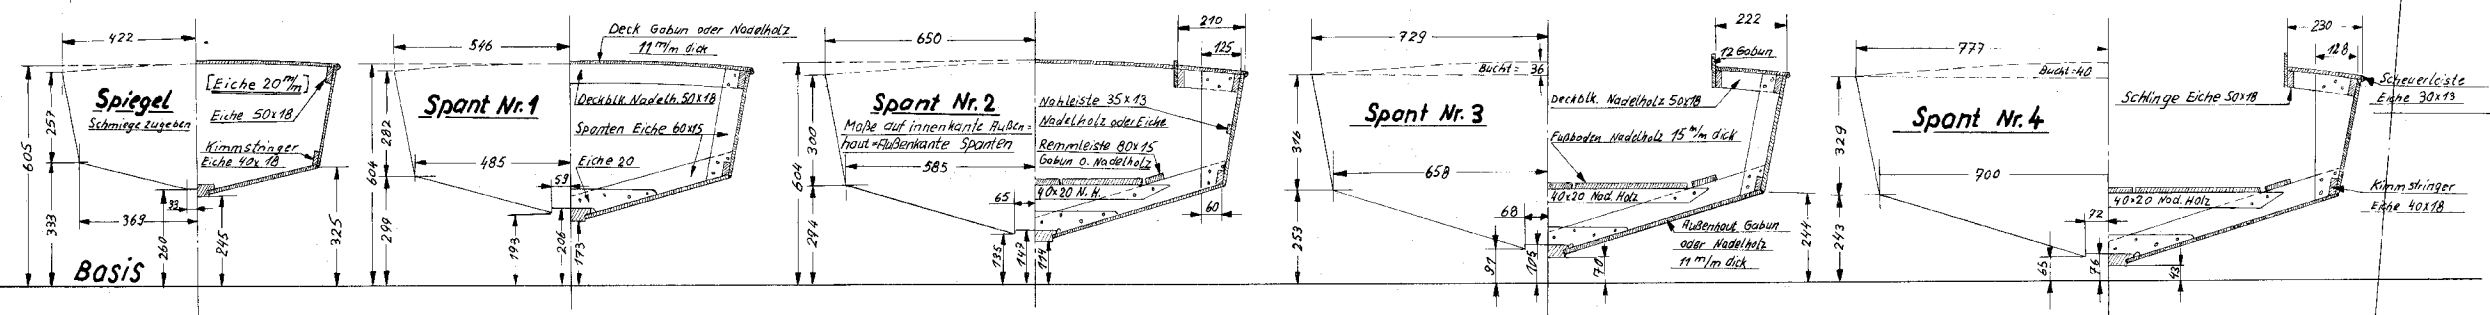 422
605
257
333
Spiegel
Schmiege zugeben
[Eiche 20 m/m]
Eiche 50x18
Kimmstringer
Eiche 40x18
33
369
260
245
325
Basis
546
604
282
299
Spant Nr. 1
485
Deck Gabun oder Nadelholz
11 m/m dick
Deckblk. Nadelh. 50x18
Spanten Eiche 60x15
Eiche 20
59
193
206
173
650
604
300
294
Spant Nr. 2
Maße auf innenkante Außen=
haut=Außenkante Spanten
585
65
210
125
Nahleiste 35x13
Nadelholz oder Eiche
Remmleiste 80x15
Gabun o. Nadelholz
40x20 N.H.
60
135
149
114
729
Bucht = 36
316
253
Spant Nr. 3
658
68
222
12 Gabun
Deckblk. Nadelholz 50x18
Fußboden Nadelholz 15 m/m dick
40x20 Nad. Holz
Außenhaut Gabun
oder Nadelholz
11 m/m dick
91
105
70
244
777
Bucht=40
329
243
Spant Nr. 4
700
72
230
128
Scheuerleiste
Eiche 30x13
Schlinge Eiche 50x18
40x20 Nad. Holz
Kimmstringer
Eiche 40x18
65
76
43